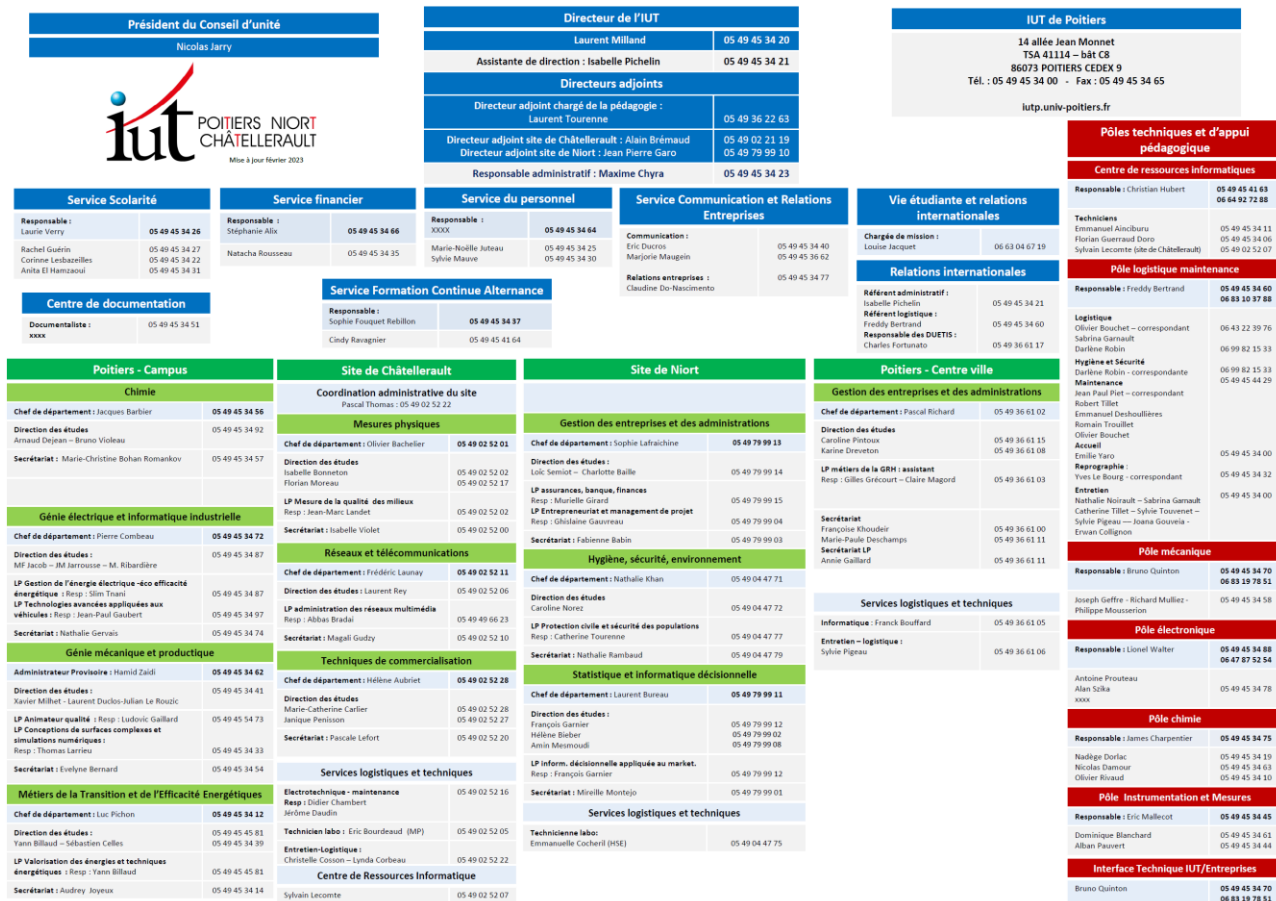 Président du Conseil d'unité
Nicolas Jarry
iut POITIERS NIORT
CHÂTELLERAULT
Mise à jour février 2023
Directeur de l'IUT
Laurent Milland 05 49 45 34 20
Assistante de direction : Isabelle Pichelin 05 49 45 34 21
Directeurs adjoints
Directeur adjoint chargé de la pédagogie :
Laurent Tourenne 05 49 36 22 63
Directeur adjoint site de Châtellerault : Alain Brémaud 05 49 02 21 19
Directeur adjoint site de Niort : Jean Pierre Garo 05 49 79 99 10
Responsable administratif : Maxime Chyra 05 49 45 34 23
IUT de Poitiers
14 allée Jean Monnet
TSA 41114 – bât C8
86073 POITIERS CEDEX 9
Tél. : 05 49 45 34 00 - Fax : 05 49 45 34 65
iutp.univ-poitiers.fr
Service Scolarité
Responsable :
Laurie Verry 05 49 45 34 26
Rachel Guérin 05 49 45 34 27
Corinne Lesbazeilles 05 49 45 34 22
Anita El Hamzaoui 05 49 45 34 31
Service financier
Responsable :
Stéphanie Alix 05 49 45 34 66
Natacha Rousseau 05 49 45 34 35
Service du personnel
Responsable :
XXXX 05 49 45 34 64
Marie-Noëlle Juteau 05 49 45 34 25
Sylvie Mauve 05 49 45 34 30
Service Communication et Relations
Entreprises
Communication :
Eric Ducros 05 49 45 34 40
Marjorie Maugein 05 49 45 36 62
Relations entreprises : 05 49 45 34 77
Claudine Do-Nascimento
Vie étudiante et relations
internationales
Chargée de mission :
Louise Jacquet 06 63 04 67 19
Relations internationales
Référent administratif :
Isabelle Pichelin 05 49 45 34 21
Référent logistique :
Freddy Bertrand 05 49 45 34 60
Responsable des DUETIS :
Charles Fortunato 05 49 36 61 17
Centre de documentation
Documentaliste : 05 49 45 34 51
xxxx
Service Formation Continue Alternance
Responsable :
Sophie Fouquet Rebillon 05 49 45 34 37
Cindy Ravagnier 05 49 45 41 64
Poitiers - Campus
Chimie
Chef de département : Jacques Barbier 05 49 45 34 56
Direction des études 05 49 45 34 92
Arnaud Dejean – Bruno Violeau
Secrétariat : Marie-Christine Bohan Romankov 05 49 45 34 57
Génie électrique et informatique industrielle
Chef de département : Pierre Combeau 05 49 45 34 72
Direction des études : 05 49 45 34 87
MF Jacob – JM Jarrousse – M. Ribardière
LP Gestion de l'énergie électrique -éco efficacité
énergétique : Resp : Slim Tnani 05 49 45 34 87
LP Technologies avancées appliquées aux
véhicules : Resp : Jean-Paul Gaubert 05 49 45 34 97
Secrétariat : Nathalie Gervais 05 49 45 34 74
Génie mécanique et productique
Administrateur Provisoire : Hamid Zaidi 05 49 45 34 62
Direction des études : 05 49 45 34 41
Xavier Milhet - Laurent Duclos-Julian Le Rouzic
LP Animateur qualité : Resp : Ludovic Gaillard 05 49 45 54 73
LP Conceptions de surfaces complexes et
simulations numériques :
Resp : Thomas Larrieu 05 49 45 34 33
Secrétariat : Evelyne Bernard 05 49 45 34 54
Métiers de la Transition et de l'Efficacité Energétiques
Chef de département : Luc Pichon 05 49 45 34 12
Direction des études : 05 49 45 45 81
Yann Billaud – Sébastien Celles 05 49 45 34 39
LP Valorisation des énergies et techniques
énergétiques : Resp : Yann Billaud 05 49 45 45 81
Secrétariat : Audrey Joyeux 05 49 45 34 14
Site de Châtellerault
Coordination administrative du site
Pascal Thomas : 05 49 02 52 22
Mesures physiques
Chef de département : Olivier Bachelier 05 49 02 52 01
Direction des études
Isabelle Bonneton 05 49 02 52 02
Florian Moreau 05 49 02 52 17
LP Mesure de la qualité des milieux
Resp : Jean-Marc Landet 05 49 02 52 02
Secrétariat : Isabelle Violet 05 49 02 52 00
Réseaux et télécommunications
Chef de département : Frédéric Launay 05 49 02 52 11
Direction des études : Laurent Rey 05 49 02 52 06
LP administration des réseaux multimédia
Resp : Abbas Bradai 05 49 49 66 23
Secrétariat : Magali Gudzy 05 49 02 52 10
Techniques de commercialisation
Chef de département : Hélène Aubriet 05 49 02 52 28
Direction des études
Marie-Catherine Carlier 05 49 02 52 28
Janique Penisson 05 49 02 52 27
Secrétariat : Pascale Lefort 05 49 02 52 20
Services logistiques et techniques
Electrotechnique - maintenance 05 49 02 52 16
Resp : Didier Chambert
Jérôme Daudin
Technicien labo : Eric Bourdeaud (MP) 05 49 02 52 05
Entretien-Logistique :
Christelle Cosson – Lynda Corbeau 05 49 02 52 22
Centre de Ressources Informatique
Sylvain Lecomte 05 49 02 52 07
Site de Niort
Gestion des entreprises et des administrations
Chef de département : Sophie Lafraichine 05 49 79 99 13
Direction des études :
Loïc Semiot – Charlotte Baille 05 49 79 99 14
LP assurances, banque, finances
Resp : Murielle Girard 05 49 79 99 15
LP Entrepreneuriat et management de projet
Resp : Ghislaine Gauvreau 05 49 79 99 04
Secrétariat : Fabienne Babin 05 49 79 99 03
Hygiène, sécurité, environnement
Chef de département : Nathalie Khan 05 49 04 47 71
Direction des études
Caroline Norez 05 49 04 47 72
LP Protection civile et sécurité des populations
Resp : Catherine Tourenne 05 49 04 47 77
Secrétariat : Nathalie Rambaud 05 49 04 47 79
Statistique et informatique décisionnelle
Chef de département : Laurent Bureau 05 49 79 99 11
Direction des études :
François Garnier 05 49 79 99 12
Hélène Bieber 05 49 79 99 02
Amin Mesmoudi 05 49 79 99 08
LP inform. décisionnelle appliquée au market.
Resp : François Garnier 05 49 79 99 12
Secrétariat : Mireille Montejo 05 49 79 99 01
Services logistiques et techniques
Technicienne labo:
Emmanuelle Cocheril (HSE) 05 49 04 47 75
Poitiers - Centre ville
Gestion des entreprises et des administrations
Chef de département : Pascal Richard 05 49 36 61 02
Direction des études
Caroline Pintoux 05 49 36 61 15
Karine Dreveton 05 49 36 61 08
LP métiers de la GRH : assistant
Resp : Gilles Grécourt – Claire Magord 05 49 36 61 03
Secrétariat
Françoise Khoudeir 05 49 36 61 00
Marie-Paule Deschamps 05 49 36 61 11
Secrétariat LP
Annie Gaillard 05 49 36 61 11
Services logistiques et techniques
Informatique : Franck Bouffard 05 49 36 61 05
Entretien – logistique :
Sylvie Pigeau 05 49 36 61 06
Pôles techniques et d'appui
pédagogique
Centre de ressources informatiques
Responsable : Christian Hubert 05 49 45 41 63
06 64 92 72 88
Techniciens
Emmanuel Ainciburu 05 49 45 34 11
Florian Guerraud Doro 05 49 45 34 06
Sylvain Lecomte (site de Châtellerault) 05 49 02 52 07
Pôle logistique maintenance
Responsable : Freddy Bertrand 05 49 45 34 60
06 83 10 37 88
Logistique
Olivier Bouchet – correspondant 06 43 22 39 76
Sabrina Garnault
Darlène Robin 06 99 82 15 33
Hygiène et Sécurité
Darlène Robin - correspondante 06 99 82 15 33
Maintenance 05 49 45 44 29
Jean Paul Piet – correspondant
Robert Tillet
Emmanuel Deshoullières
Romain Trouillet
Olivier Bouchet
Accueil
Emilie Yaro 05 49 45 34 00
Reprographie :
Yves Le Bourg - correspondant 05 49 45 34 32
Entretien 05 49 45 34 00
Nathalie Noirault – Sabrina Garnault
Catherine Tillet – Sylvie Touvenet –
Sylvie Pigeau –– Joana Gouveia -
Erwan Collignon
Pôle mécanique
Responsable : Bruno Quinton 05 49 45 34 70
06 83 19 78 51
Joseph Geffre - Richard Mulliez - 05 49 45 34 58
Philippe Mousserion
Pôle électronique
Responsable : Lionel Walter 05 49 45 34 88
06 47 87 52 54
Antoine Prouteau
Alan Szika 05 49 45 34 78
xxxx
Pôle chimie
Responsable : James Charpentier 05 49 45 34 75
Nadège Dorlac 05 49 45 34 19
Nicolas Damour 05 49 45 34 63
Olivier Rivaud 05 49 45 34 10
Pôle Instrumentation et Mesures
Responsable : Eric Mallecot 05 49 45 34 45
Dominique Blanchard 05 49 45 34 61
Alban Pauvert 05 49 45 34 44
Interface Technique IUT/Entreprises
Bruno Quinton 05 49 45 34 70
06 83 19 78 51